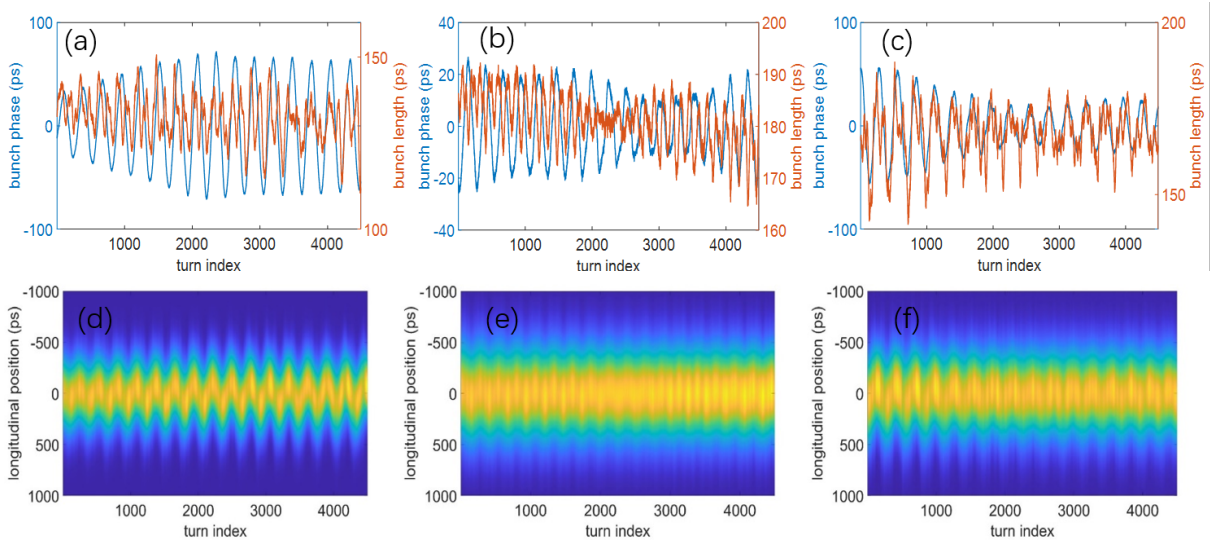 (a)
100
50
0
-50
-100
bunch phase (ps)
150
100
bunch length (ps)
1000 2000 3000 4000
turn index
(b)
40
20
0
-20
-40
bunch phase (ps)
200
190
180
170
160
bunch length (ps)
1000 2000 3000 4000
turn index
(c)
100
50
0
-50
-100
bunch phase (ps)
200
150
bunch length (ps)
1000 2000 3000 4000
turn index
(d)
-1000
-500
0
500
1000
longitudinal position (ps)
1000 2000 3000 4000
turn index
(e)
-1000
-500
0
500
1000
longitudinal position (ps)
1000 2000 3000 4000
turn index
(f)
-1000
-500
0
500
1000
longitudinal position (ps)
1000 2000 3000 4000
turn index